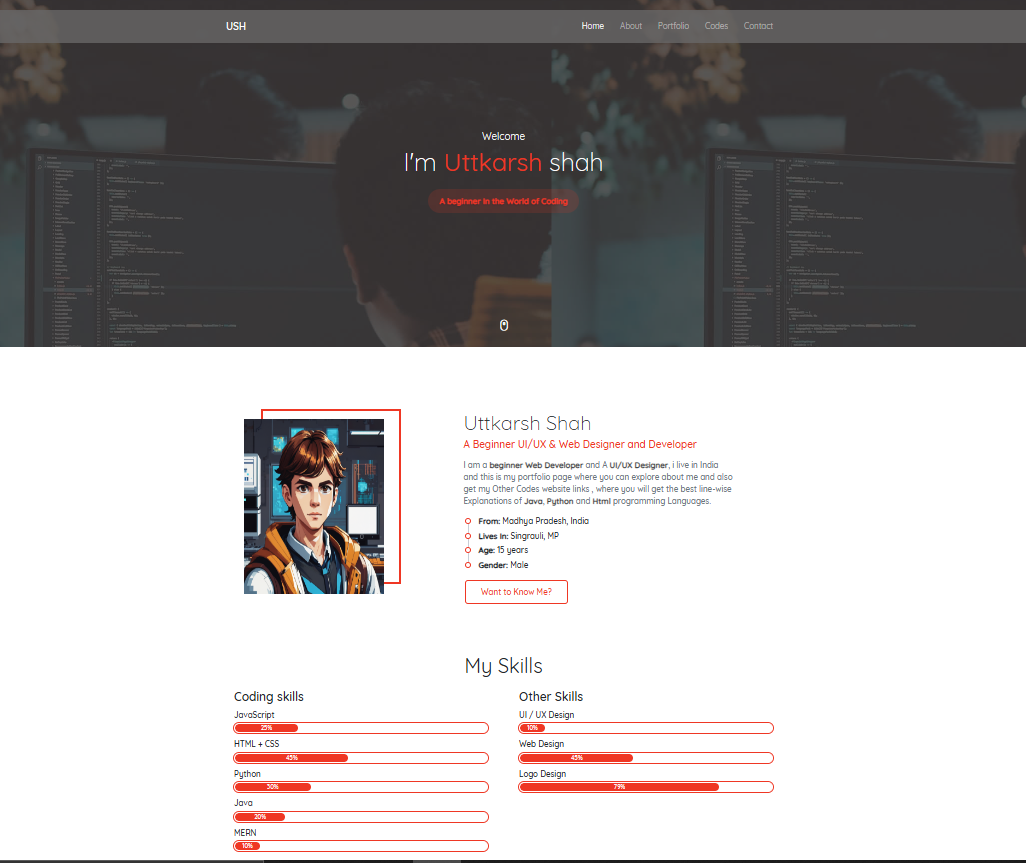 USH
Home About Portfolio Codes Contact
Welcome
I'm Uttkarsh shah
A beginner in the World of Coding
Uttkarsh Shah
A Beginner UI/UX & Web Designer and Developer
I am a beginner Web Developer and A UI/UX Designer, i live in India
and this is my portfolio page where you can explore about me and also
get my Other Codes website links , where you will get the best line-wise
Explanations of Java, Python and Html programming Languages.
From: Madhya Pradesh, India
Lives In: Singrauli, MP
Age: 15 years
Gender: Male
Want to Know Me?
My Skills
Coding skills
JavaScript
25%
HTML + CSS
45%
Python
30%
Java
20%
MERN
10%
Other Skills
UI / UX Design
10%
Web Design
45%
Logo Design
79%